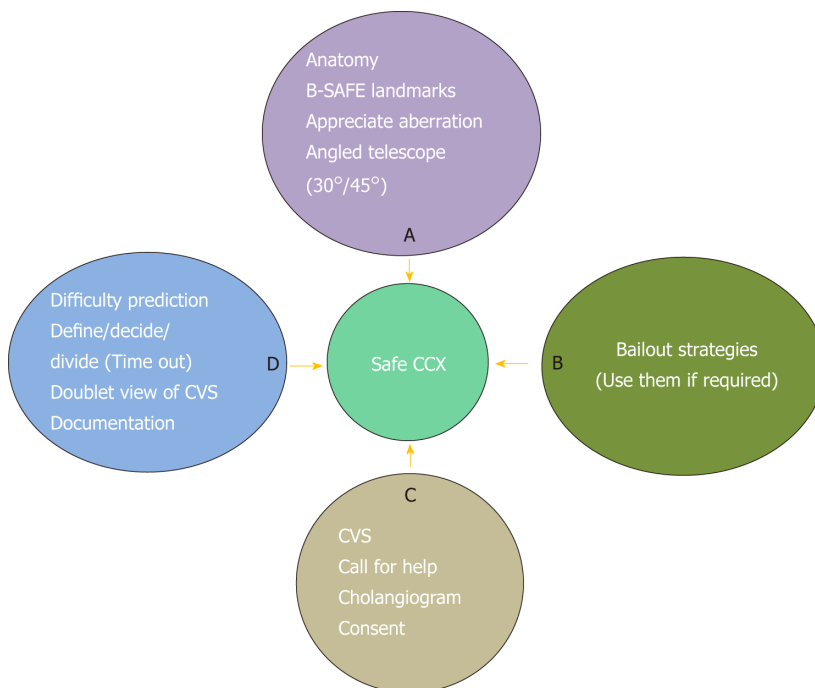 Anatomy
B-SAFE landmarks
Appreciate aberration
Angled telescope
(30°/45°)
A
Difficulty prediction
Define/decide/
divide (Time out)
Doublet view of CVS
Documentation
D
Safe CCX
B
Bailout strategies
(Use them if required)
C
CVS
Call for help
Cholangiogram
Consent